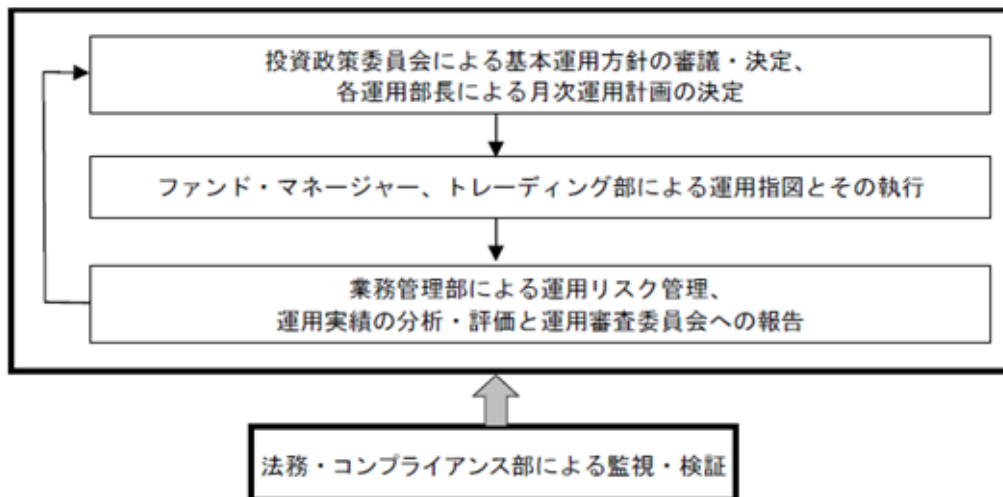 投資政策委員会による基本運用方針の審議・決定、
各運用部長による月次運用計画の決定
ファンド・マネージャー、トレーディング部による運用指図とその執行
業務管理部による運用リスク管理、
運用実績の分析・評価と運用審査委員会への報告
法務・コンプライアンス部による監視・検証